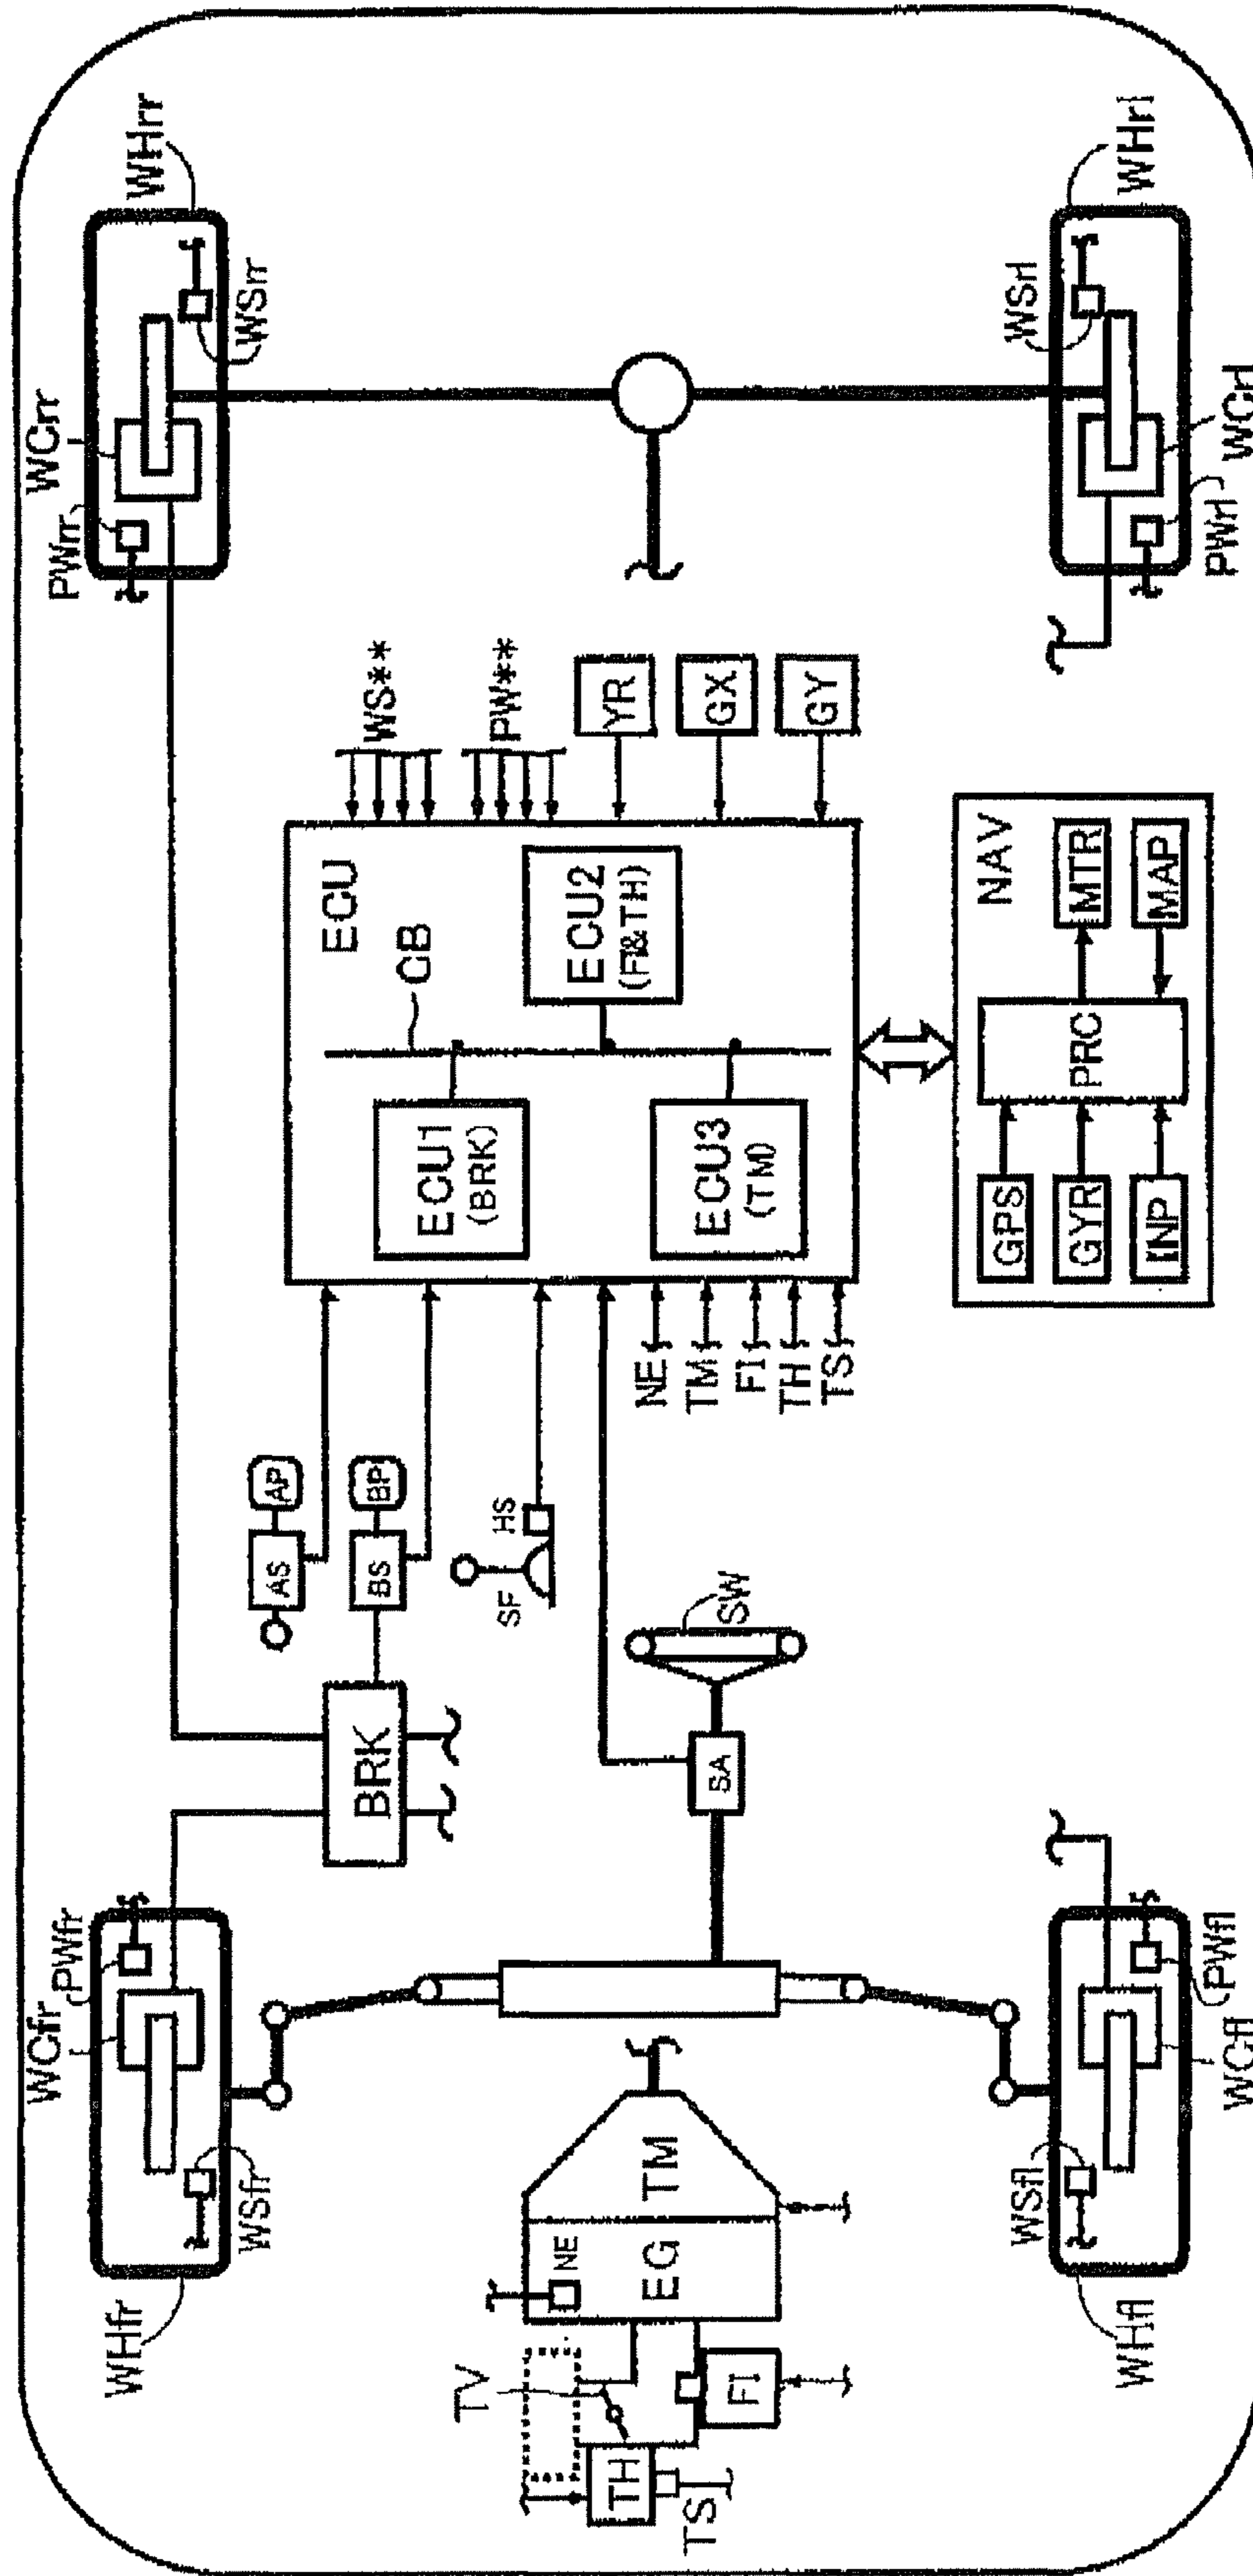 WCfr
WCrr
PWfr
PWrr
WHfr
WHrr
WSfr
WSrr
AS
AP
ECU
BRK
BS
BP
WS**
CB
ECU1
(BRK)
TV
SF
HS
PW**
NE
ECU2
(FI&TH)
YR
TH
EG
TM
NE
TS
TM
ECU3
(TM)
SA
SW
GX
FI
FI
TH
GY
TS
NAV
GPS
WSfl
WSrl
GYR
PRC
MTR
WHfl
WHrl
INP
MAP
PWfl
PWrl
WCfl
WCrl